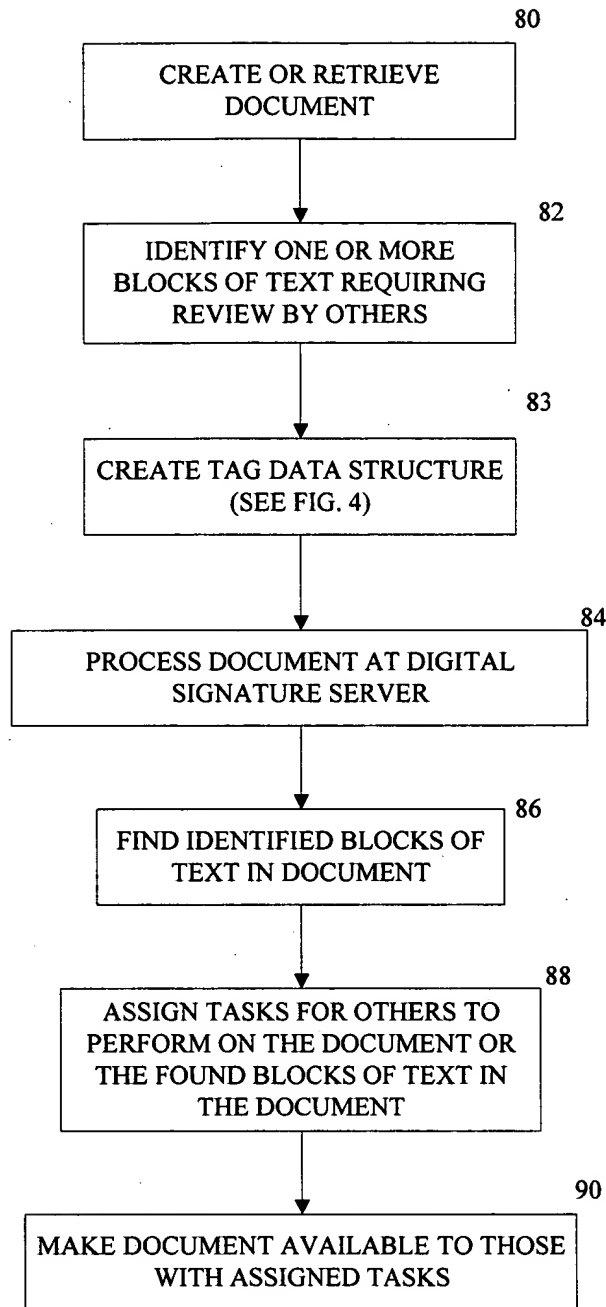 80
CREATE OR RETRIEVE
DOCUMENT
82
IDENTIFY ONE OR MORE
BLOCKS OF TEXT REQUIRING
REVIEW BY OTHERS
83
CREATE TAG DATA STRUCTURE
(SEE FIG. 4)
84
PROCESS DOCUMENT AT DIGITAL
SIGNATURE SERVER
86
FIND IDENTIFIED BLOCKS OF
TEXT IN DOCUMENT
88
ASSIGN TASKS FOR OTHERS TO
PERFORM ON THE DOCUMENT OR
THE FOUND BLOCKS OF TEXT IN
THE DOCUMENT
90
MAKE DOCUMENT AVAILABLE TO THOSE
WITH ASSIGNED TASKS